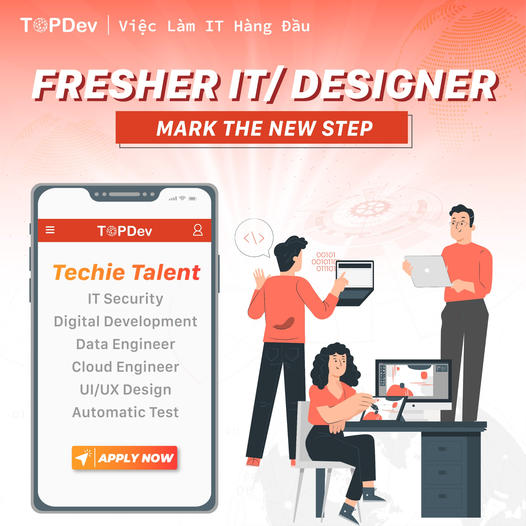 TOPDev | Việc Làm IT Hàng Đầu
FRESHER IT/ DESIGNER
MARK THE NEW STEP
TOPDev
Techie Talent
IT Security
Digital Development
Data Engineer
Cloud Engineer
UI/UX Design
Automatic Test
APPLY NOW
</>